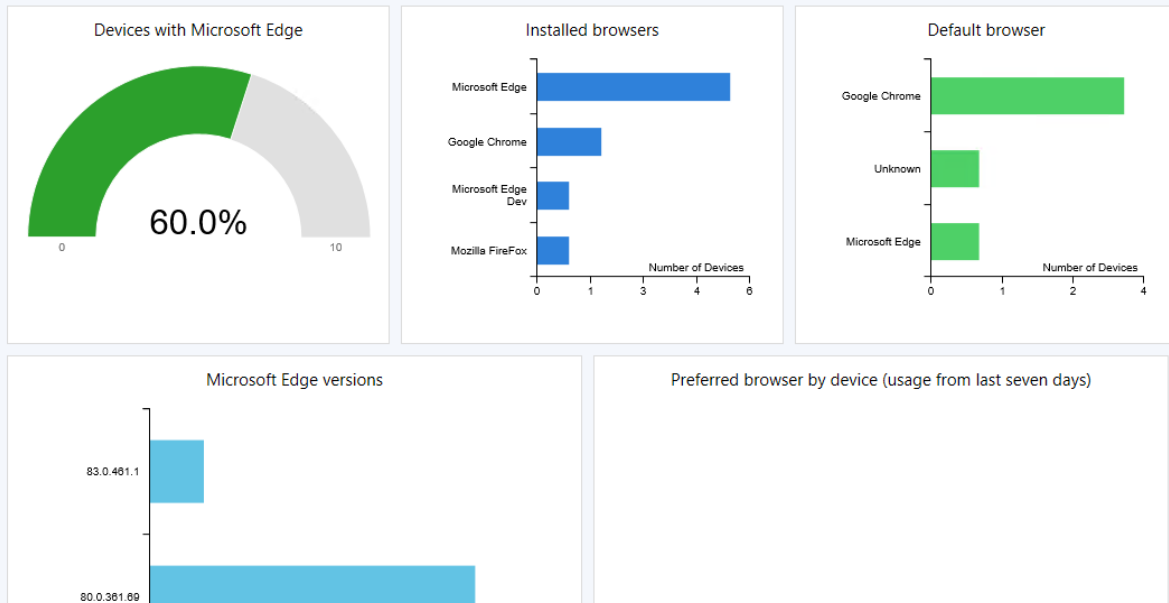 Devices with Microsoft Edge
60.0%
0
10
Installed browsers
Microsoft Edge
Google Chrome
Microsoft Edge
Dev
Mozilla FireFox
Number of Devices
0 1 3 4 6
Default browser
Google Chrome
Unknown
Microsoft Edge
Number of Devices
0 1 2 4
Microsoft Edge versions
83.0.461.1
80.0.361.69
Preferred browser by device (usage from last seven days)